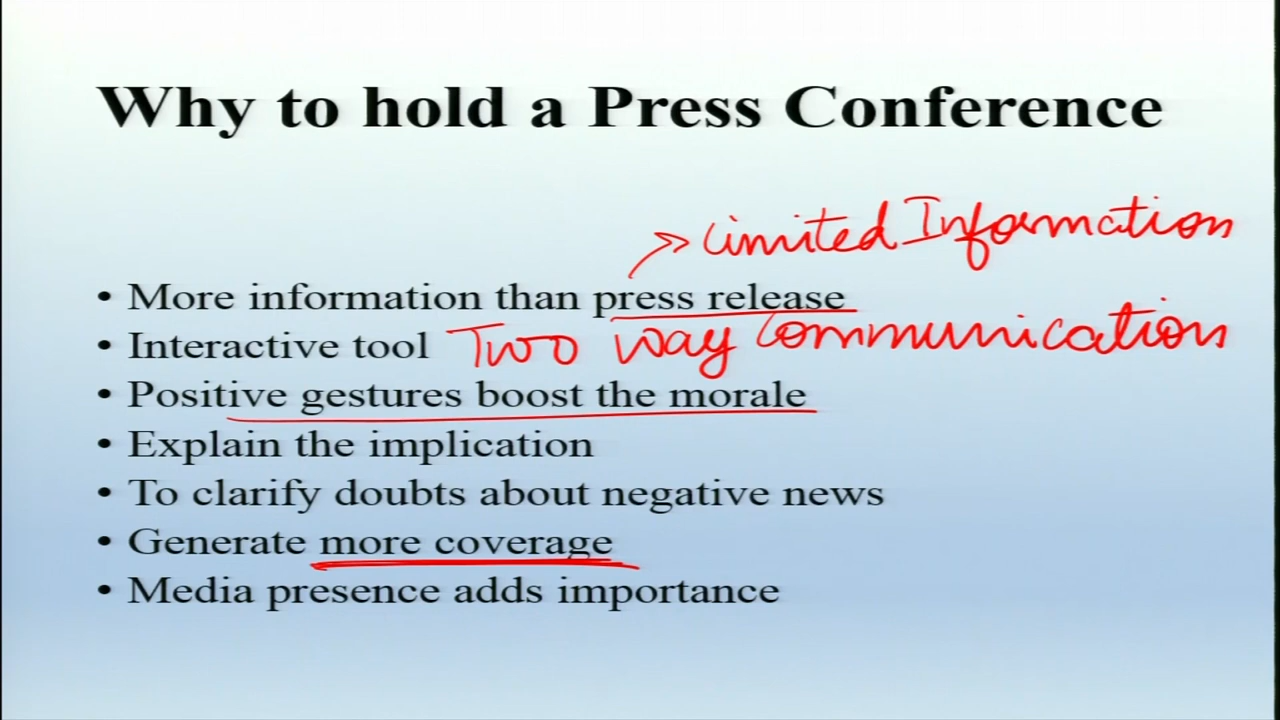 Why to hold a Press Conference
Limited Information
• More information than press release
• Interactive tool Two way Communication
• Positive gestures boost the morale
• Explain the implication
• To clarify doubts about negative news
• Generate more coverage
• Media presence adds importance